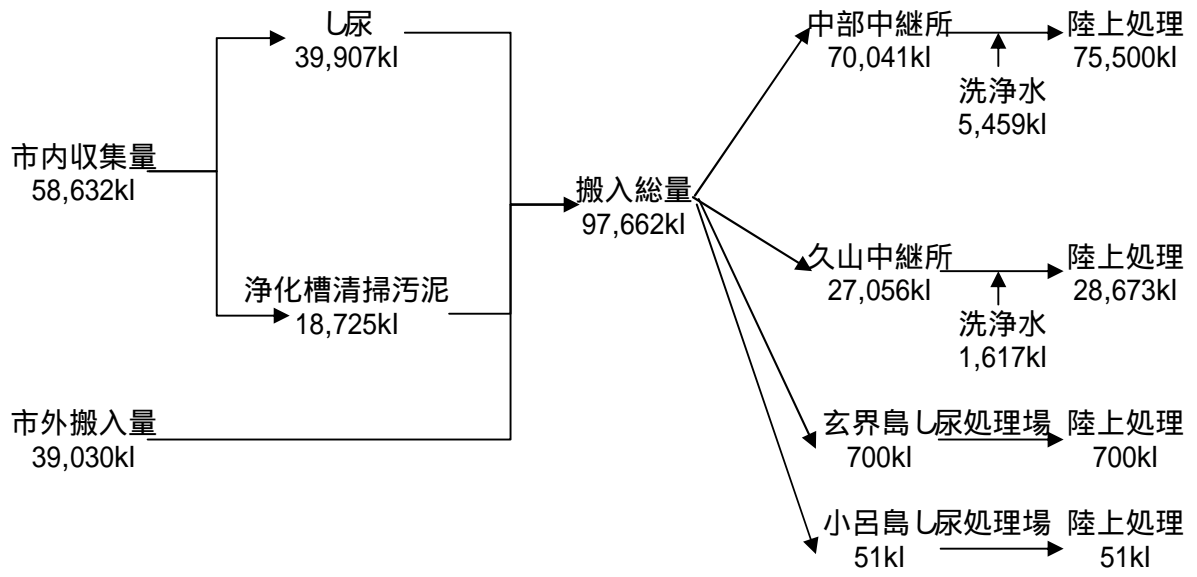 し尿
39,907kl
市内収集量
58,632kl
浄化槽清掃汚泥
18,725kl
市外搬入量
39,030kl
搬入総量
97,662kl
中部中継所
70,041kl
洗浄水
5,459kl
陸上処理
75,500kl
久山中継所
27,056kl
洗浄水
1,617kl
陸上処理
28,673kl
玄界島し尿処理場
700kl
陸上処理
700kl
小呂島し尿処理場
51kl
陸上処理
51kl